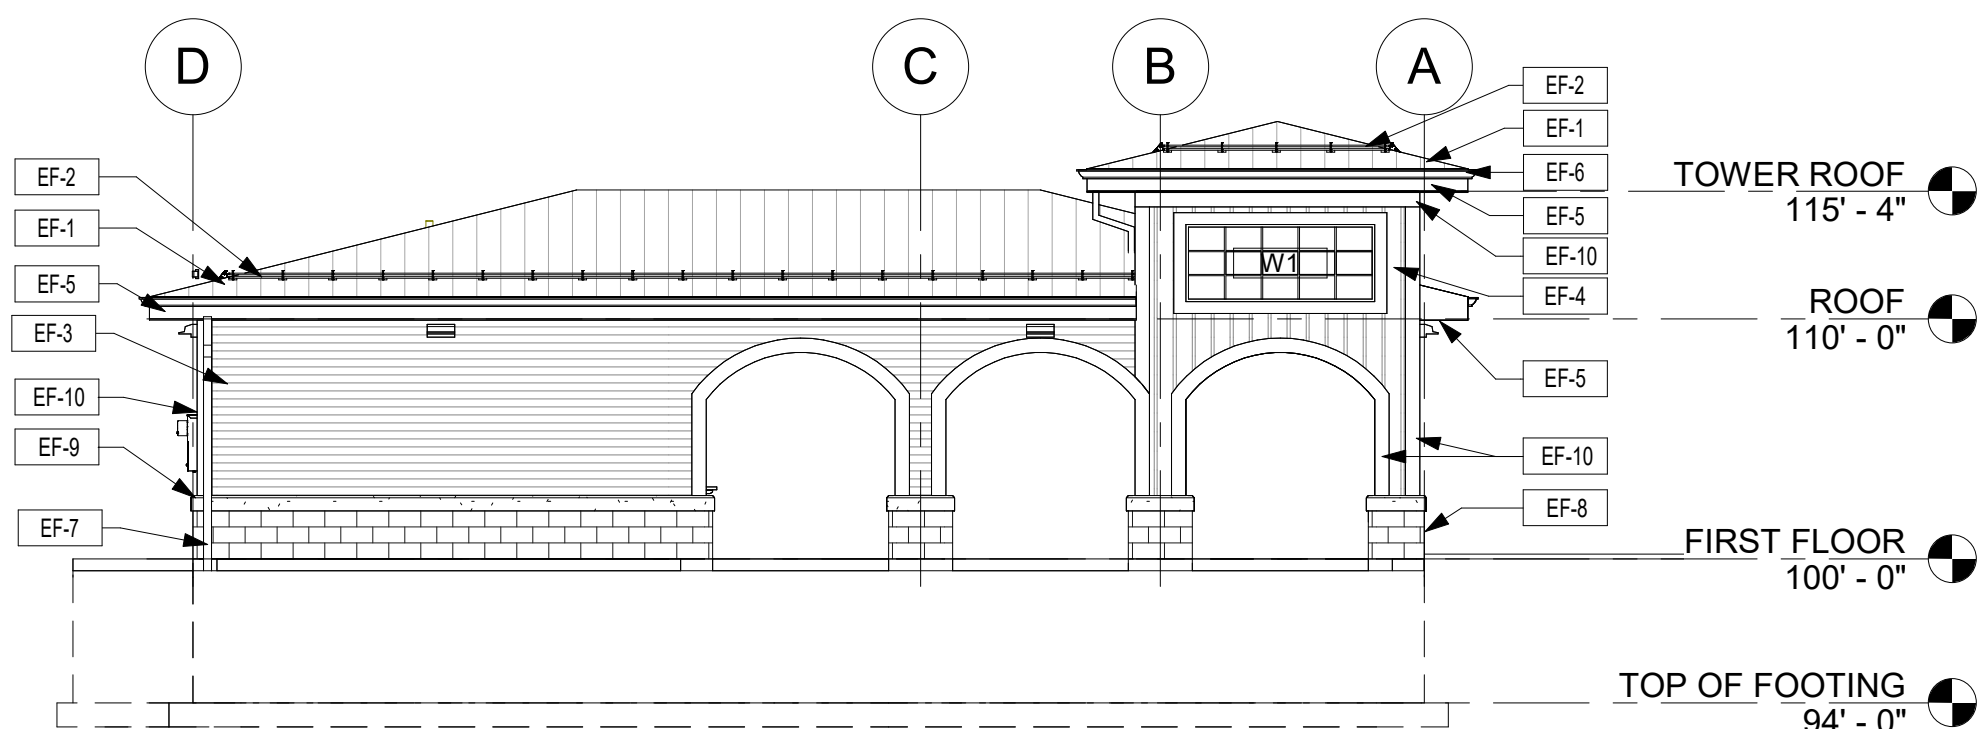 D
C
B
A
EF-2
EF-1
EF-6
EF-5
EF-10
EF-4
EF-5
EF-10
EF-8
EF-2
EF-1
EF-5
EF-3
EF-10
EF-9
EF-7
W1
TOWER ROOF
115' - 4"
ROOF
110' - 0"
FIRST FLOOR
100' - 0"
TOP OF FOOTING
94' - 0"